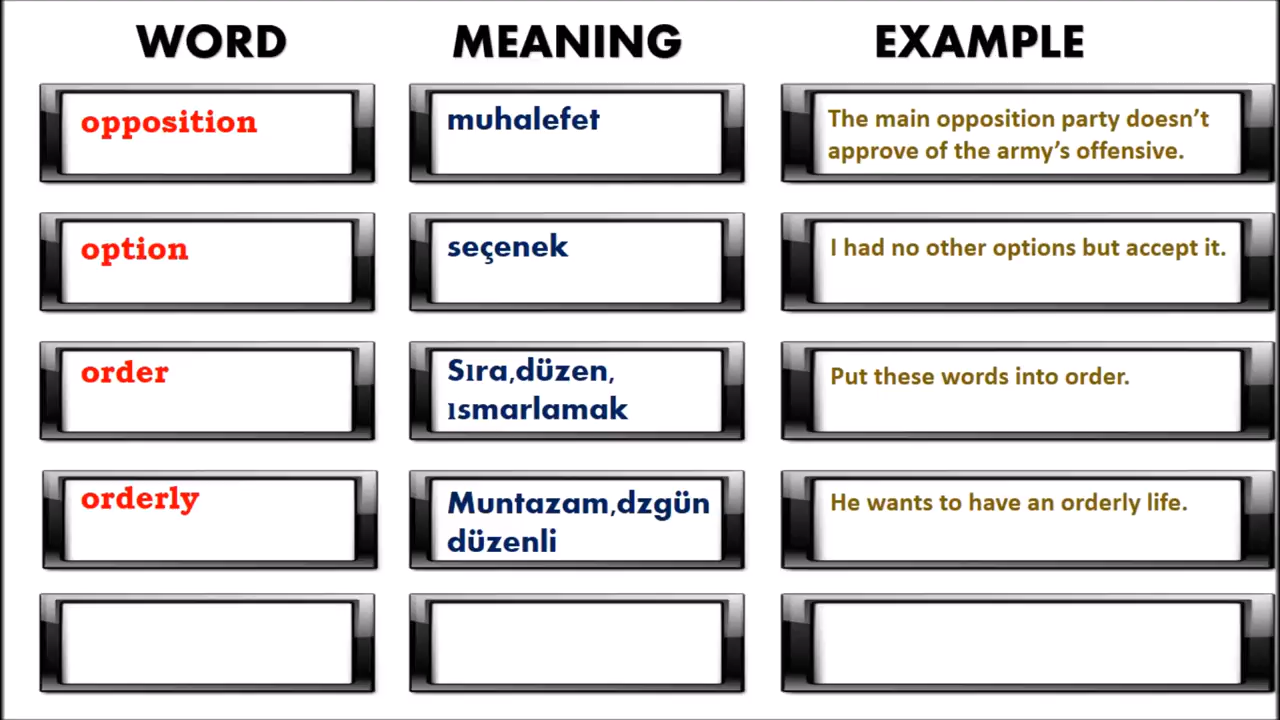 WORD MEANING EXAMPLE
opposition
muhalefet
The main opposition party doesn’t
approve of the army’s offensive.
option
seçenek
I had no other options but accept it.
order
Sıra,düzen,
ısmarlamak
Put these words into order.
orderly
Muntazam,dzgün
düzenli
He wants to have an orderly life.